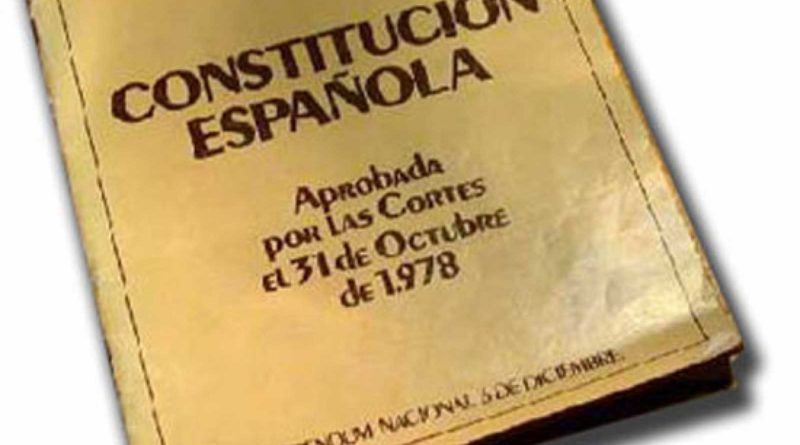 CONSTITUCIÓN
ESPAÑOLA
Aprobada
por las Cortes
el 31 de Octubre
de 1.978
NACIONAL 6 DE DICIEMBRE.